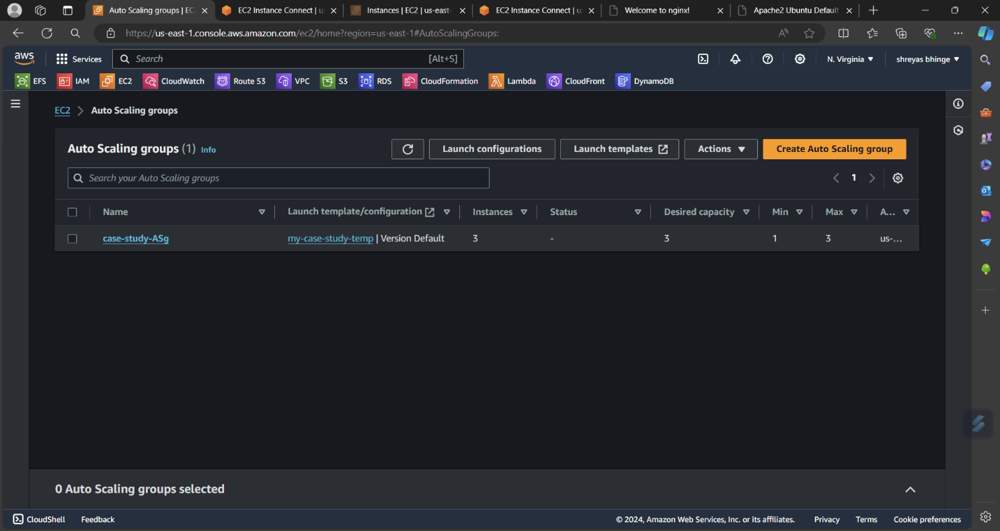 Auto Scaling groups | EC
EC2 Instance Connect | us
Instances | EC2 | us-east-
EC2 Instance Connect | us
Welcome to nginx!
Apache2 Ubuntu Default
https://us-east-1.console.aws.amazon.com/ec2/home?region=us-east-1#AutoScalingGroups:
aws Services Search [Alt+S] N. Virginia shreyas bhinge
EFS IAM EC2 CloudWatch Route 53 VPC S3 RDS CloudFormation Lambda CloudFront DynamoDB
EC2 Auto Scaling groups
Auto Scaling groups (1) Info Launch configurations Launch templates Actions Create Auto Scaling group
Search your Auto Scaling groups 1
Name Launch template/configuration Instances Status Desired capacity Min Max A...
case-study-ASg my-case-study-temp | Version Default 3 - 3 1 3 us-...
0 Auto Scaling groups selected
CloudShell Feedback © 2024, Amazon Web Services, Inc. or its affiliates. Privacy Terms Cookie preferences